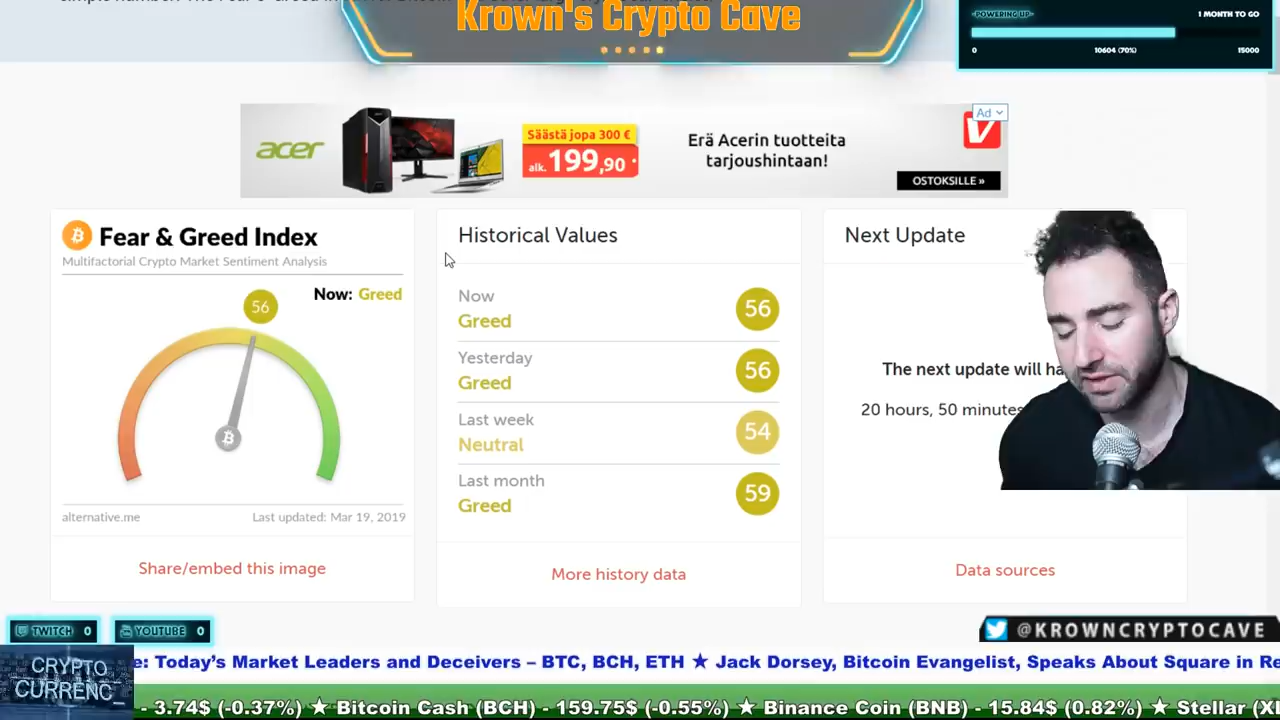 Krown's Crypto Cave
-POWERING UP-
1 MONTH TO GO
0
10604 (70%)
15000
acer
Säästä jopa 300 €
alk. 199,90
Erä Acerin tuotteita
tarjoushintaan!
Ad
V
OSTOKSILLE »
Fear & Greed Index
Multifactorial Crypto Market Sentiment Analysis
Now: Greed
56
alternative.me
Last updated: Mar 19, 2019
Share/embed this image
Historical Values
Now
Greed
56
Yesterday
Greed
56
Last week
Neutral
54
Last month
Greed
59
More history data
Next Update
The next update will
20 hours, 50 minutes
Data sources
TWITCH 0
YOUTUBE 0
@KROWNCRYPTOCAVE
CRYPTO
CURRENC_
: Today's Market Leaders and Deceivers – BTC, BCH, ETH ★ Jack Dorsey, Bitcoin Evangelist, Speaks About Square in
- 3.74$ (-0.37%) ★ Bitcoin Cash (BCH) - 159.75$ (-0.55%) ★ Binance Coin (BNB) - 15.84$ (0.82%) ★ Stellar